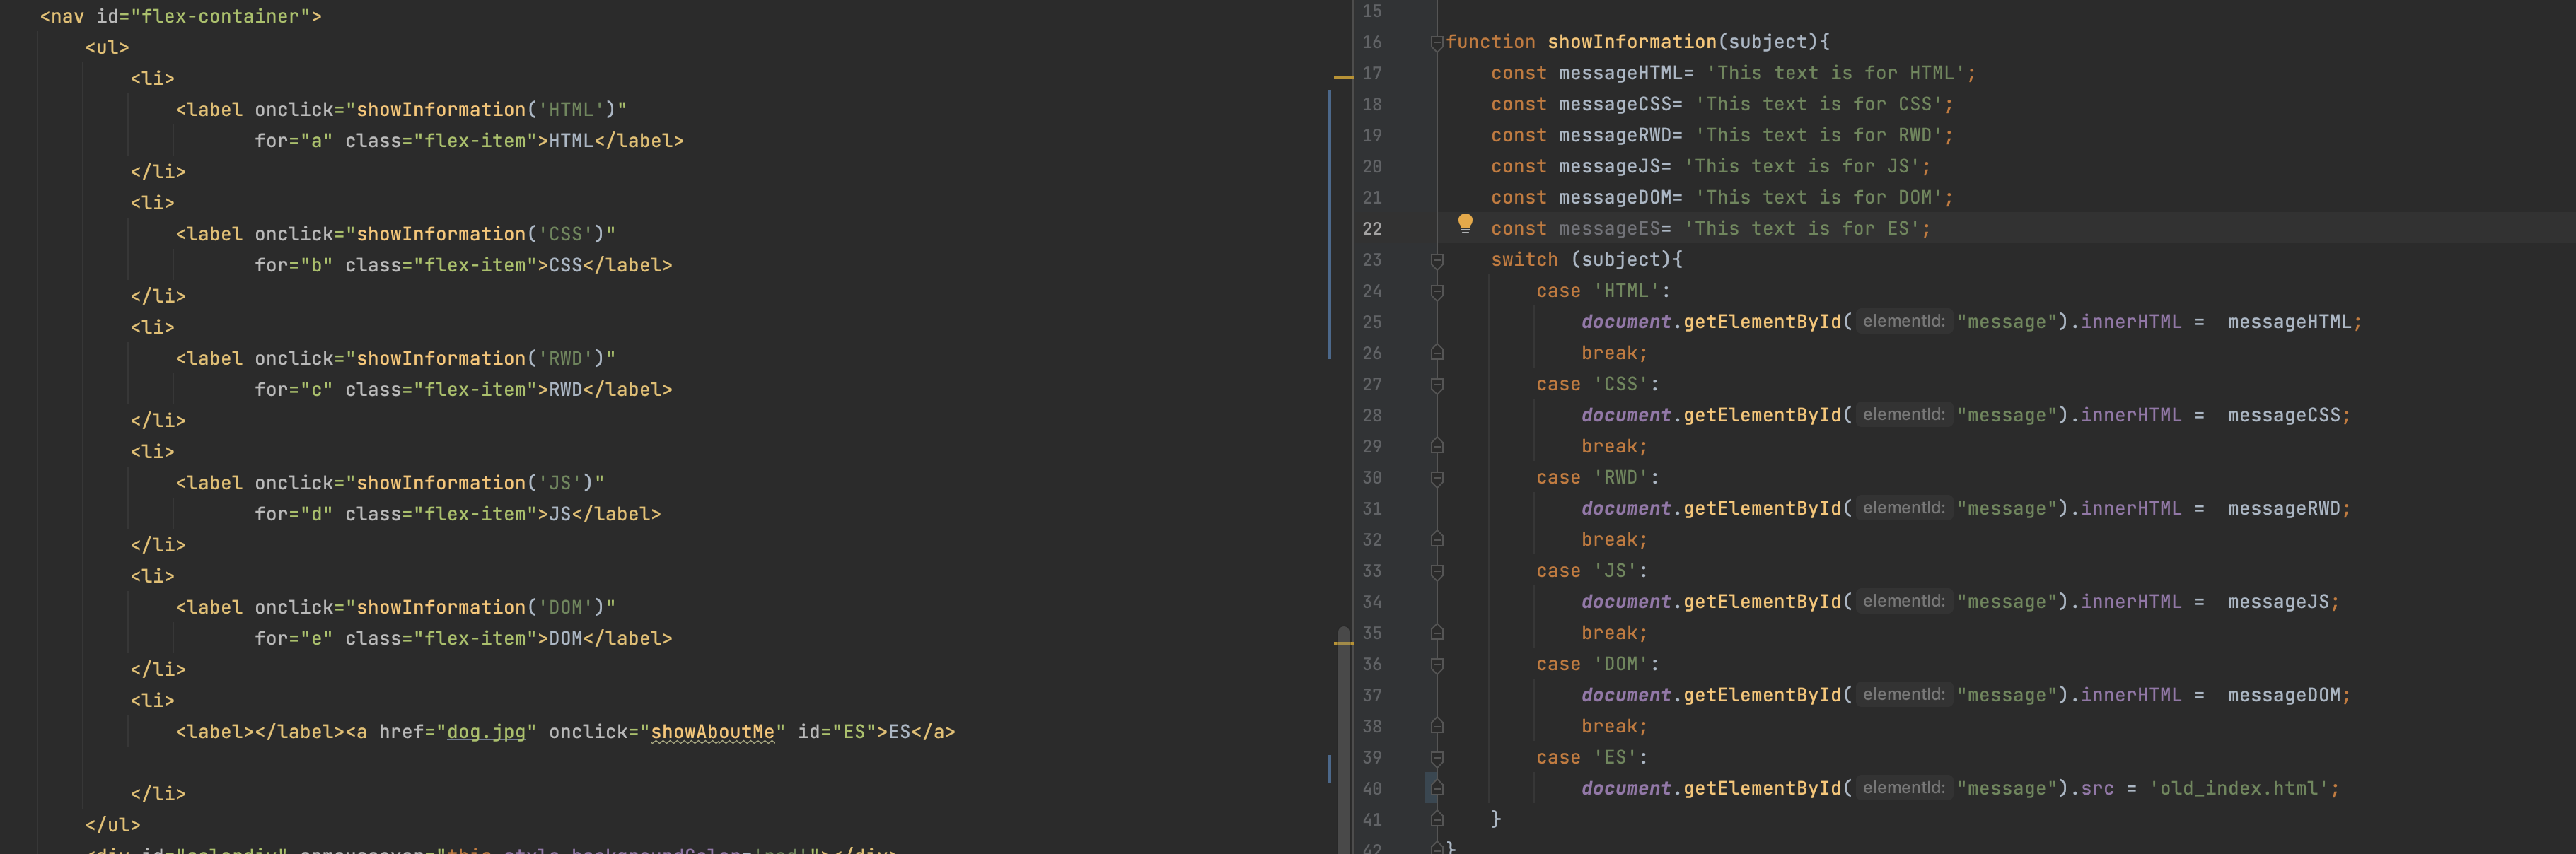 <nav id="flex-container">
<ul>
<li>
<label onclick="showInformation('HTML')"
for="a" class="flex-item">HTML</label>
</li>
<li>
<label onclick="showInformation('CSS')"
for="b" class="flex-item">CSS</label>
</li>
<li>
<label onclick="showInformation('RWD')"
for="c" class="flex-item">RWD</label>
</li>
<li>
<label onclick="showInformation('JS')"
for="d" class="flex-item">JS</label>
</li>
<li>
<label onclick="showInformation('DOM')"
for="e" class="flex-item">DOM</label>
</li>
<li>
<label></label><a href="dog.jpg" onclick="showAboutMe" id="ES">ES</a>
</li>
</ul>
<div id="colordiv" onmouseover="this.style.backgroundColor='red'"></div>
15
16 function showInformation(subject){
17 const messageHTML= 'This text is for HTML';
18 const messageCSS= 'This text is for CSS';
19 const messageRWD= 'This text is for RWD';
20 const messageJS= 'This text is for JS';
21 const messageDOM= 'This text is for DOM';
22 const messageES= 'This text is for ES';
23 switch (subject){
24 case 'HTML':
25 document.getElementById( elementId: "message").innerHTML =  messageHTML;
26 break;
27 case 'CSS':
28 document.getElementById( elementId: "message").innerHTML =  messageCSS;
29 break;
30 case 'RWD':
31 document.getElementById( elementId: "message").innerHTML =  messageRWD;
32 break;
33 case 'JS':
34 document.getElementById( elementId: "message").innerHTML =  messageJS;
35 break;
36 case 'DOM':
37 document.getElementById( elementId: "message").innerHTML =  messageDOM;
38 break;
39 case 'ES':
40 document.getElementById( elementId: "message").src = 'old_index.html';
41 }
42 }